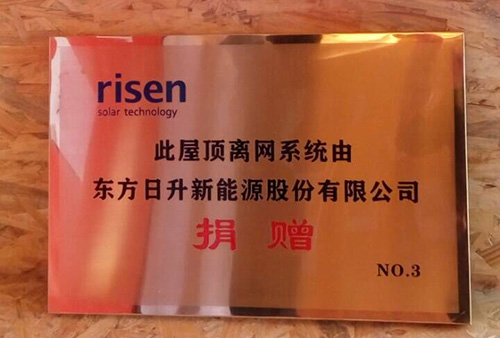 risen
solar technology
此屋顶离网系统由
东方日升新能源股份有限公司
捐赠
NO.3